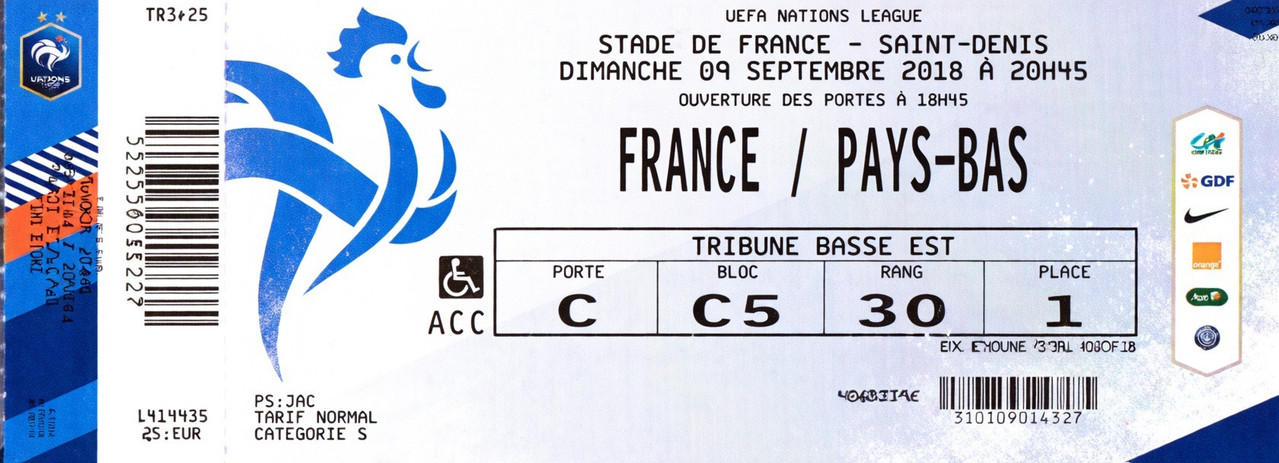 UEFA NATIONS LEAGUE
STADE DE FRANCE - SAINT-DENIS
DIMANCHE 09 SEPTEMBRE 2018 À 20H45
OUVERTURE DES PORTES À 18H45
FRANCE / PAYS-BAS
TRIBUNE BASSE EST
PORTE BLOC RANG PLACE
C C5 30 1
ACC
310109014327
PS:JAC
TARIF NORMAL
CATEGORIE S
L414435
25:EUR
TR3425
GDF
orange